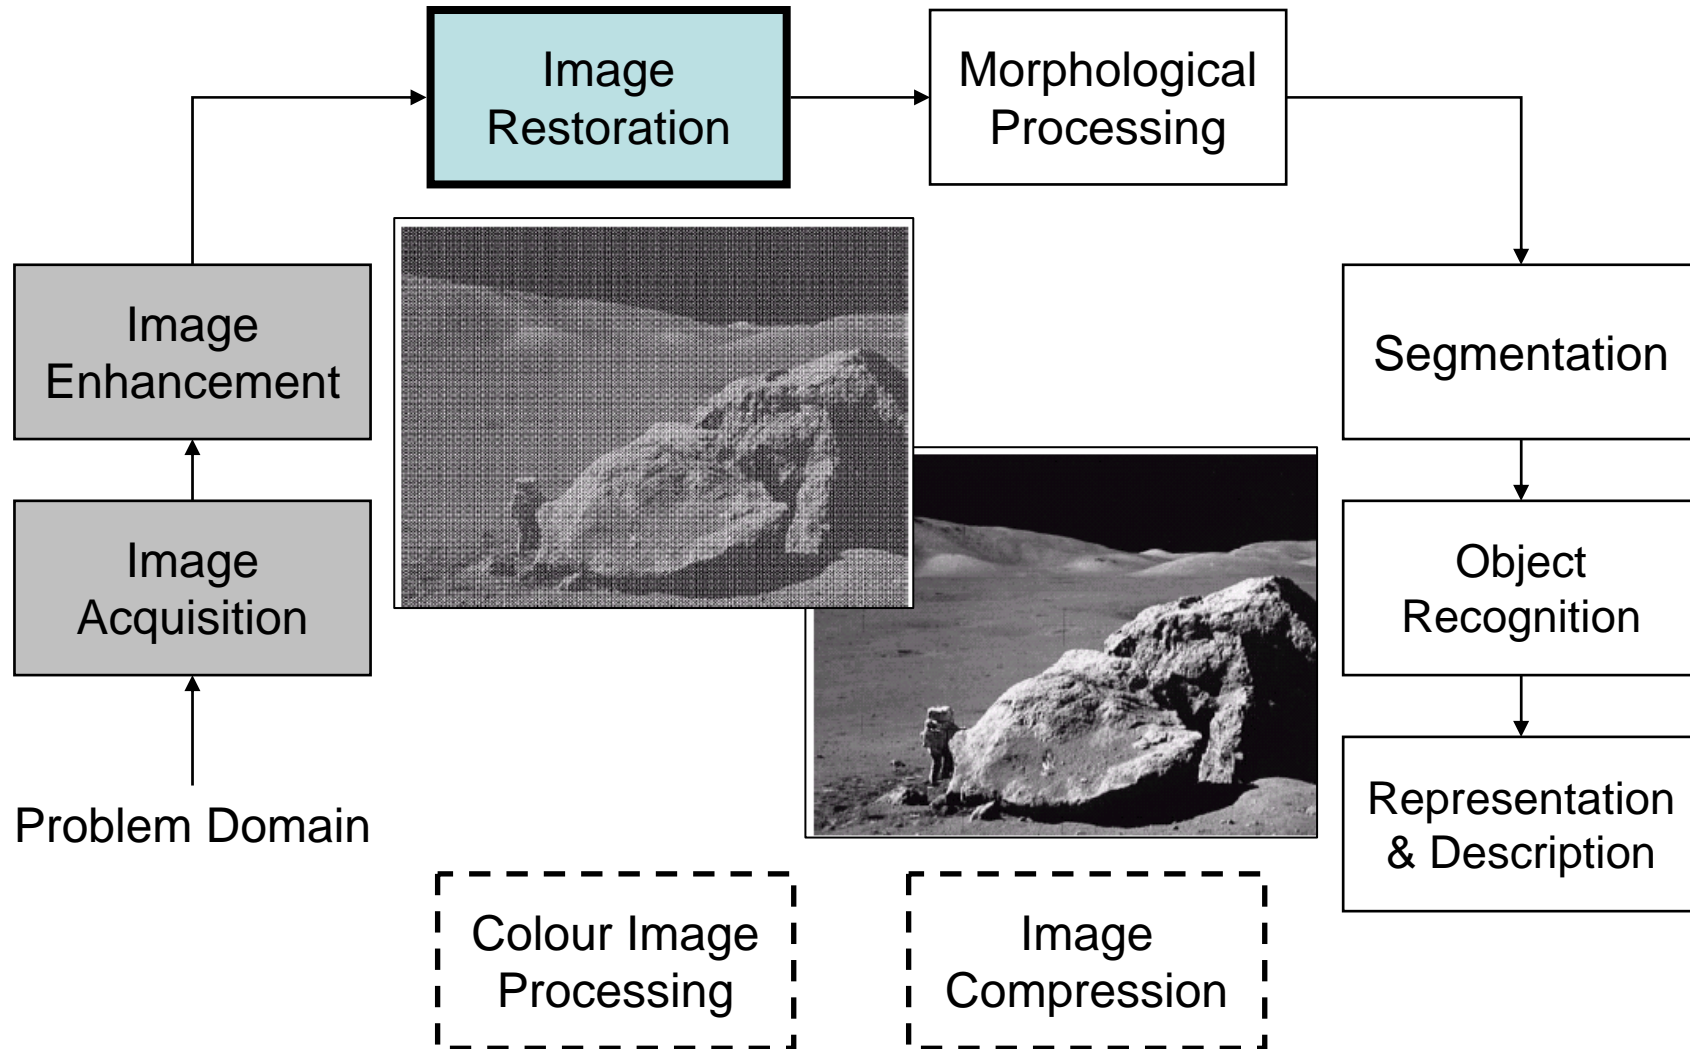 Image
Restoration
Morphological
Processing
Image
Enhancement
Segmentation
Image
Acquisition
Object
Recognition
Problem Domain
Representation
& Description
Colour Image
Processing
Image
Compression